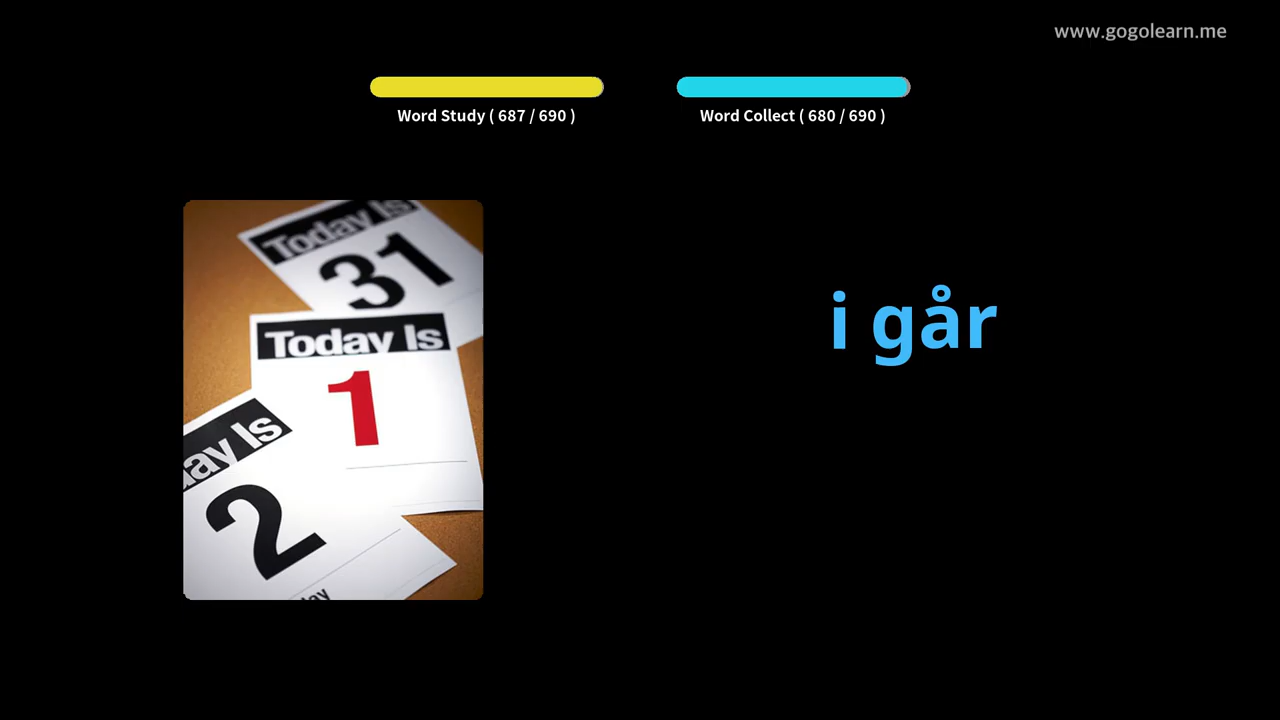 www.gogolearn.me
Word Study ( 687 / 690 )
Word Collect ( 680 / 690 )
Today Is
31
Today Is
1
ay Is
2
ay
i går